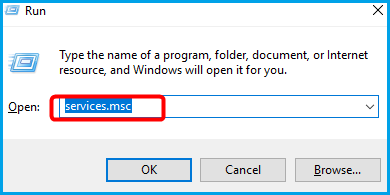 Run
Type the name of a program, folder, document, or Internet
resource, and Windows will open it for you.
Open: services.msc
OK Cancel Browse...